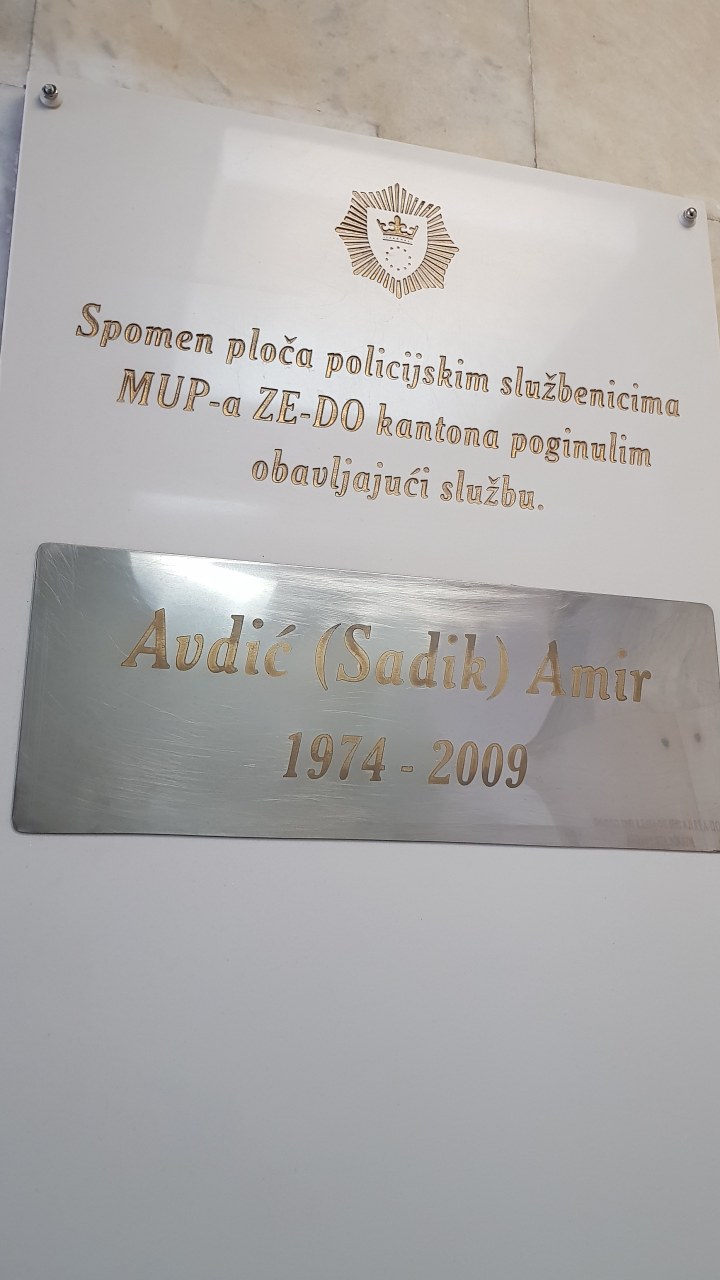 Spomen ploča policijskim službenicima
MUP-a ZE-DO kantona poginulim
obavljajući službu.
Avdić (Sadik) Amir
1974 - 2009